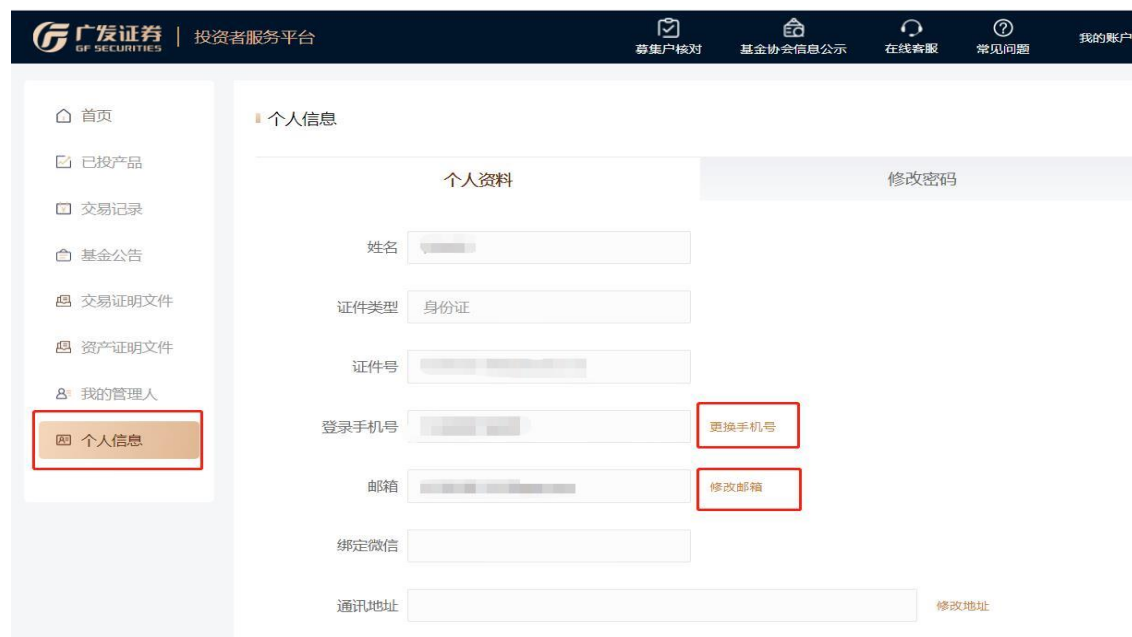 广发证券 | 投资者服务平台
GF SECURITIES
募集户核对
基金协会信息公示
在线客服
常见问题
我的账户
首页
已投产品
交易记录
基金公告
交易证明文件
资产证明文件
我的管理人
个人信息
个人信息
个人资料
修改密码
姓名
证件类型 身份证
证件号
登录手机号 更换手机号
邮箱 修改邮箱
绑定微信
通讯地址 修改地址